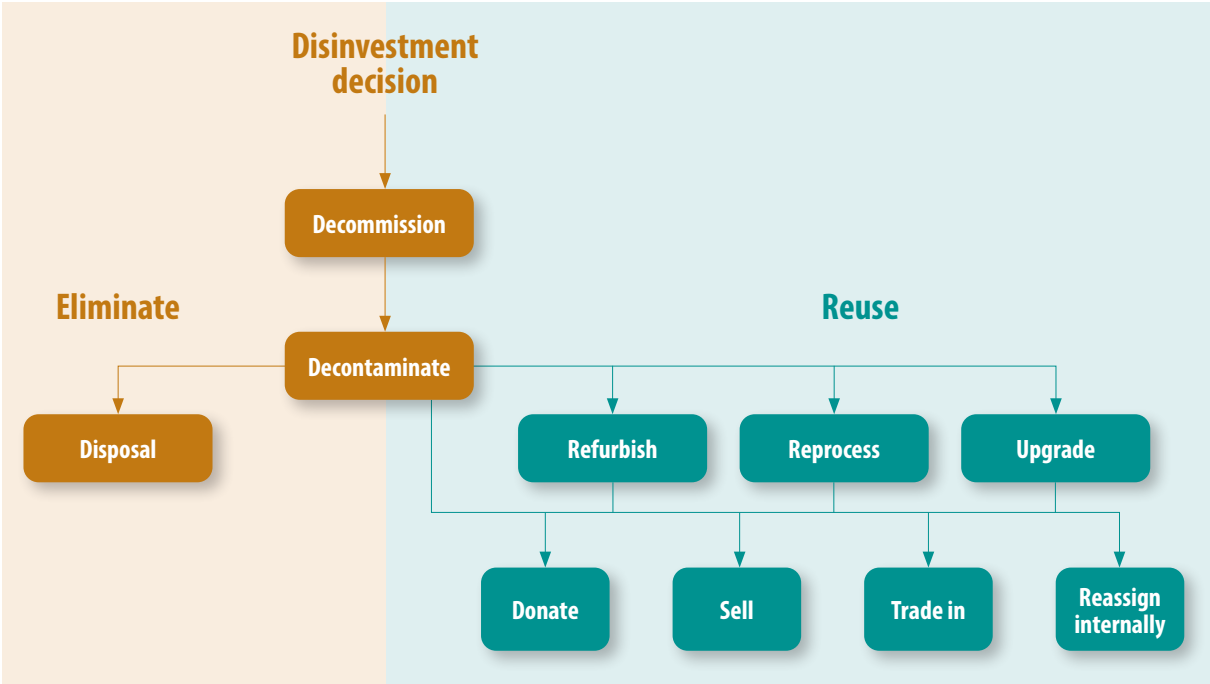 Disinvestment
decision
Decommission
Eliminate
Reuse
Decontaminate
Disposal
Refurbish
Reprocess
Upgrade
Donate
Sell
Trade in
Reassign
internally